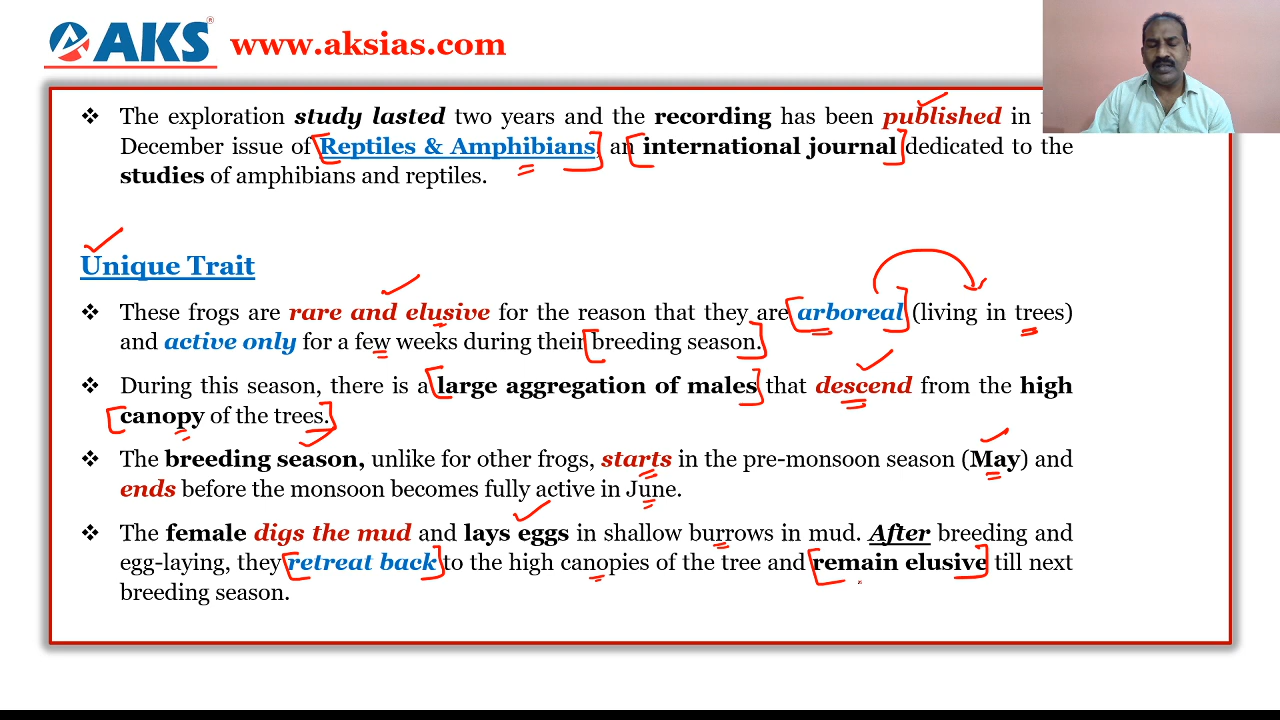 AKS®
www.aksias.com
❖ The exploration study lasted two years and the recording has been published in
December issue of Reptiles & Amphibians, an international journal dedicated to the
studies of amphibians and reptiles.
Unique Trait
❖ These frogs are rare and elusive for the reason that they are arboreal (living in trees)
and active only for a few weeks during their breeding season.
❖ During this season, there is a large aggregation of males that descend from the high
canopy of the trees.
❖ The breeding season, unlike for other frogs, starts in the pre-monsoon season (May) and
ends before the monsoon becomes fully active in June.
❖ The female digs the mud and lays eggs in shallow burrows in mud. After breeding and
egg-laying, they retreat back to the high canopies of the tree and remain elusive till next
breeding season.